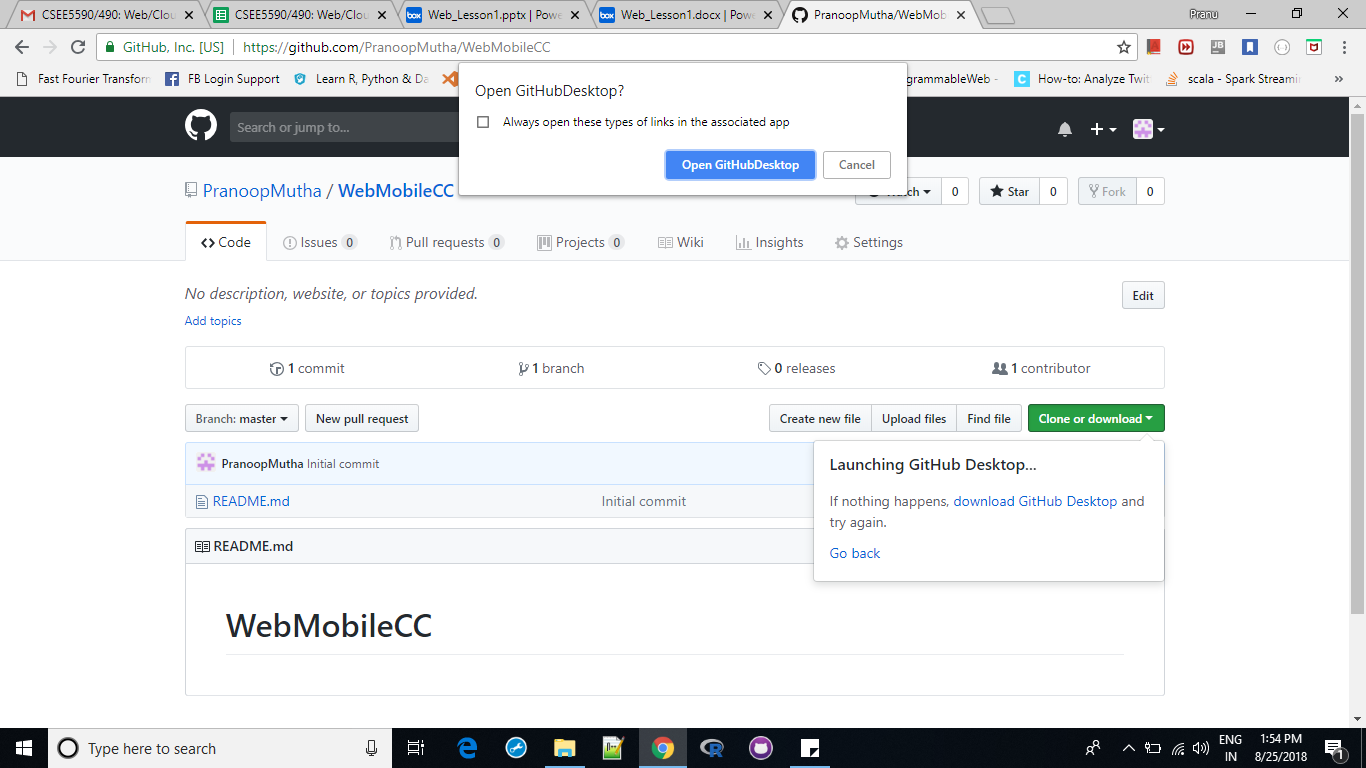 CSEE5590/490: Web/Clou
CSEE5590/490: Web/Clou
Web_Lesson1.pptx | Powe
Web_Lesson1.docx | Powe
PranoopMutha/WebMobi
Pranu
GitHub, Inc. [US]
https://github.com/PranoopMutha/WebMobileCC
Fast Fourier Transform
FB Login Support
Learn R, Python & Da
grammableWeb -
How-to: Analyze Twit
scala - Spark Streamin
»
Open GitHubDesktop?
Always open these types of links in the associated app
Open GitHubDesktop
Cancel
Search or jump to...
PranoopMutha / WebMobileCC
0
Star 0
Fork 0
Code
Issues 0
Pull requests 0
Projects 0
Wiki
Insights
Settings
No description, website, or topics provided.
Edit
Add topics
1 commit
1 branch
0 releases
1 contributor
Branch: master
New pull request
Create new file
Upload files
Find file
Clone or download
PranoopMutha Initial commit
README.md
Initial commit
Launching GitHub Desktop...
If nothing happens, download GitHub Desktop and
try again.
Go back
README.md
WebMobileCC
Type here to search
ENG
IN
1:54 PM
8/25/2018
1